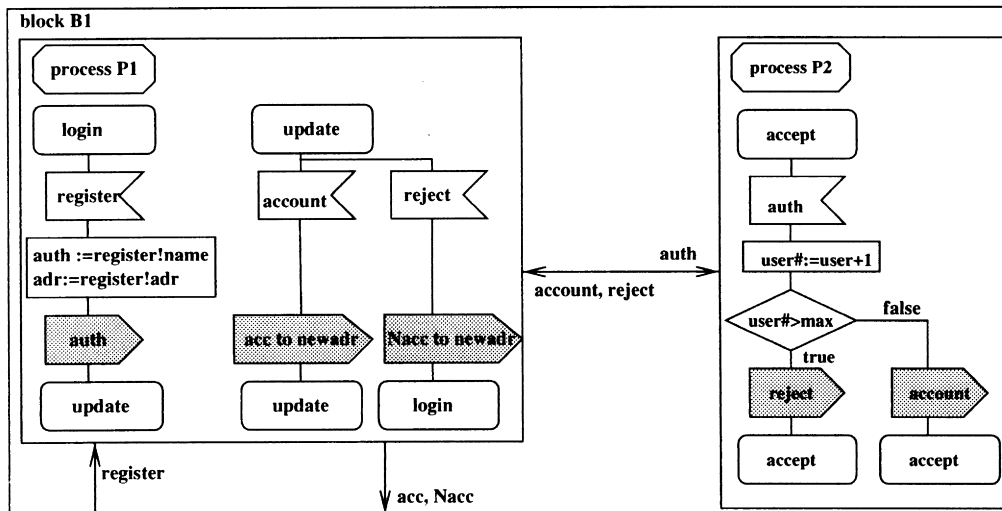 block B1
process P1
login
register
auth :=register!name
adr:=register!adr
auth
update
update
account
reject
acc to newadr
Nacc to newadr
update
login
register
acc, Nacc
auth
account, reject
process P2
accept
auth
user#:=user+1
user#>max
false
true
reject
account
accept
accept